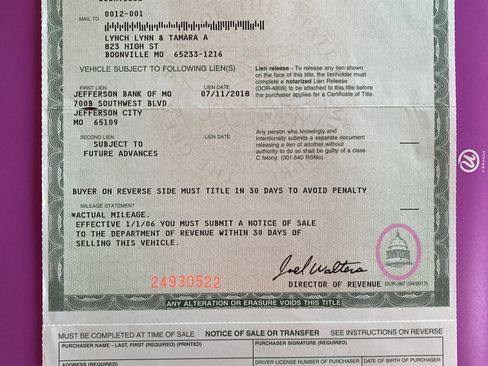 MAIL TO 0012-001
LYNCH LYNN & TAMARA A
823 HIGH ST
BOONVILLE MO 65233-1216
VEHICLE SUBJECT TO FOLLOWING LIEN(S)
FIRST LIEN LIEN DATE
JEFFERSON BANK OF MO 07/11/2018
700B SOUTHWEST BLVD
JEFFERSON CITY
MO 65109
SECOND LIEN LIEN DATE
SUBJECT TO
FUTURE ADVANCES
Lien release - To release any lien shown
on the face of this title, the lienholder must
complete a notarized Lien Release
(DOR-4809) to be attached to this title before
the purchaser applies for a Certificate of Title.
Any person who knowingly and
intentionally submits a separate document
releasing a lien of another without
authority to do so shall be guilty of a class
C felony. (301.640 RSMo)
BUYER ON REVERSE SIDE MUST TITLE IN 30 DAYS TO AVOID PENALTY
MILEAGE STATEMENT
*ACTUAL MILEAGE.
EFFECTIVE 1/1/06 YOU MUST SUBMIT A NOTICE OF SALE
TO THE DEPARTMENT OF REVENUE WITHIN 30 DAYS OF
SELLING THIS VEHICLE.
24930522
Joel Walters
DIRECTOR OF REVENUE DOR-387 (04/2017)
ANY ALTERATION OR ERASURE VOIDS THIS TITLE
MUST BE COMPLETED AT TIME OF SALE NOTICE OF SALE OR TRANSFER SEE INSTRUCTIONS ON REVERSE
PURCHASER NAME - LAST, FIRST (REQUIRED) (PRINTED) PURCHASER SIGNATURE (REQUIRED)
ADDRESS (REQUIRED) DRIVER LICENSE NUMBER OF PURCHASER DATE OF BIRTH OF PURCHASER